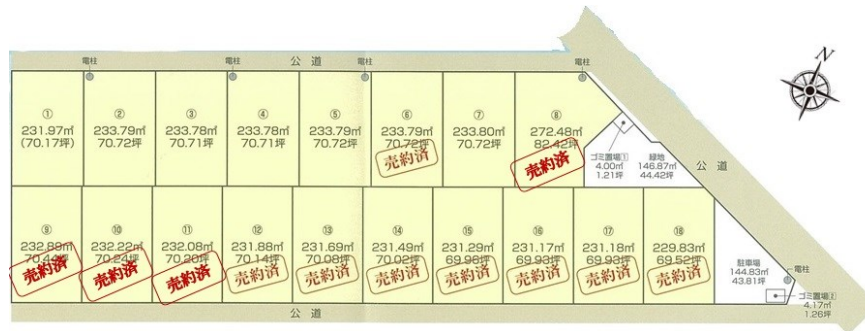 N
電柱
電柱
公道
電柱
電柱
①
231.97㎡
(70.17坪)
②
233.79㎡
70.72坪
③
233.78㎡
70.71坪
④
233.78㎡
70.71坪
⑤
233.79㎡
70.72坪
⑥
233.79㎡
70.72坪
売約済
⑦
233.80㎡
70.72坪
⑧
272.48㎡
82.42坪
売約済
ゴミ置場①
4.00㎡
1.21坪
緑地
146.87㎡
44.42坪
公道
⑨
232.89㎡
70.44坪
売約済
⑩
232.22㎡
70.24坪
売約済
⑪
232.08㎡
70.20坪
売約済
⑫
231.88㎡
70.14坪
売約済
⑬
231.69㎡
70.08坪
売約済
⑭
231.49㎡
70.02坪
売約済
⑮
231.29㎡
69.96坪
売約済
⑯
231.17㎡
69.93坪
売約済
⑰
231.18㎡
69.93坪
売約済
⑱
229.83㎡
69.52坪
売約済
駐車場
144.83㎡
43.81坪
電柱
ゴミ置場②
4.17㎡
1.26坪
公道